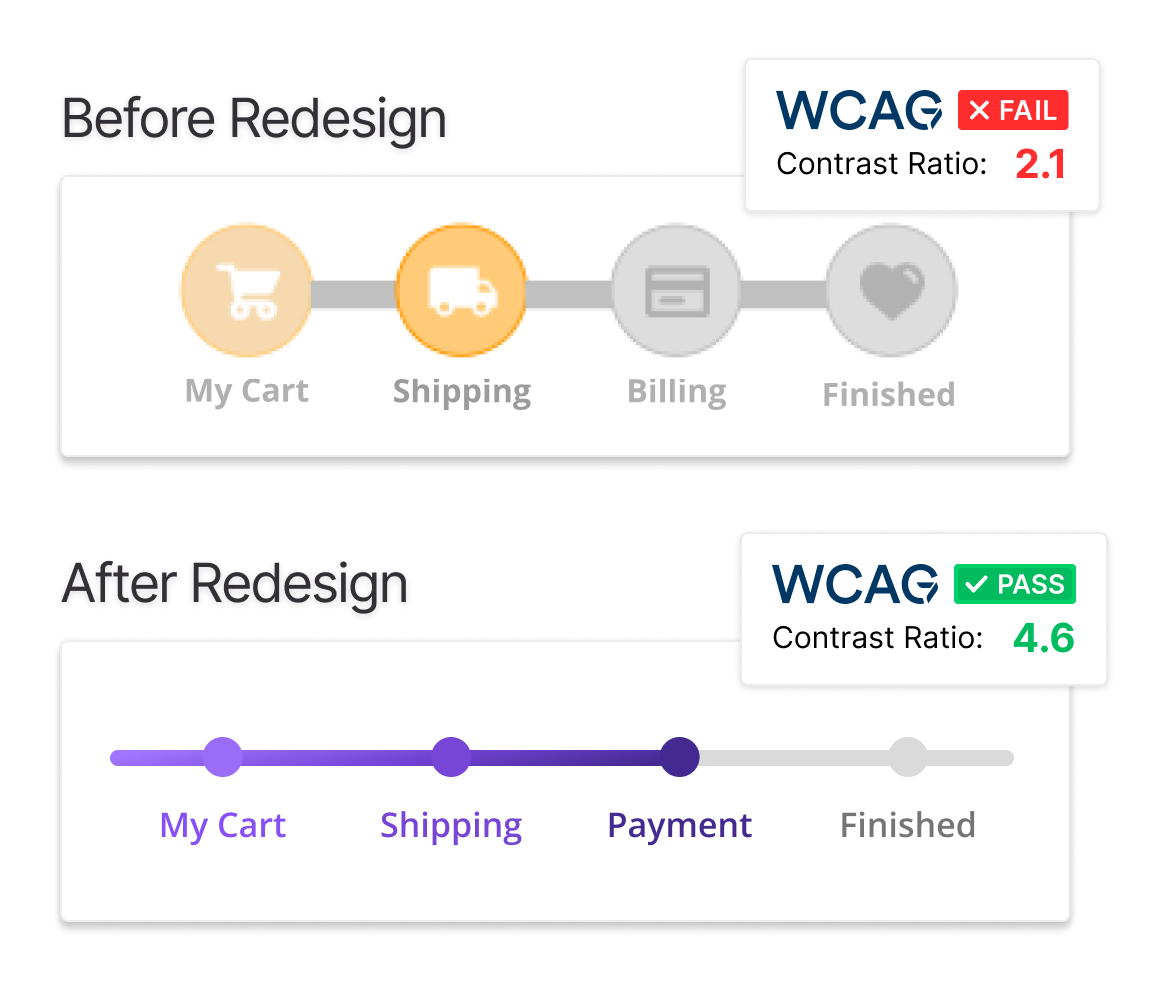 Before Redesign
WCAG FAIL
Contrast Ratio: 2.1
My Cart Shipping Billing Finished
After Redesign
WCAG PASS
Contrast Ratio: 4.6
My Cart Shipping Payment Finished